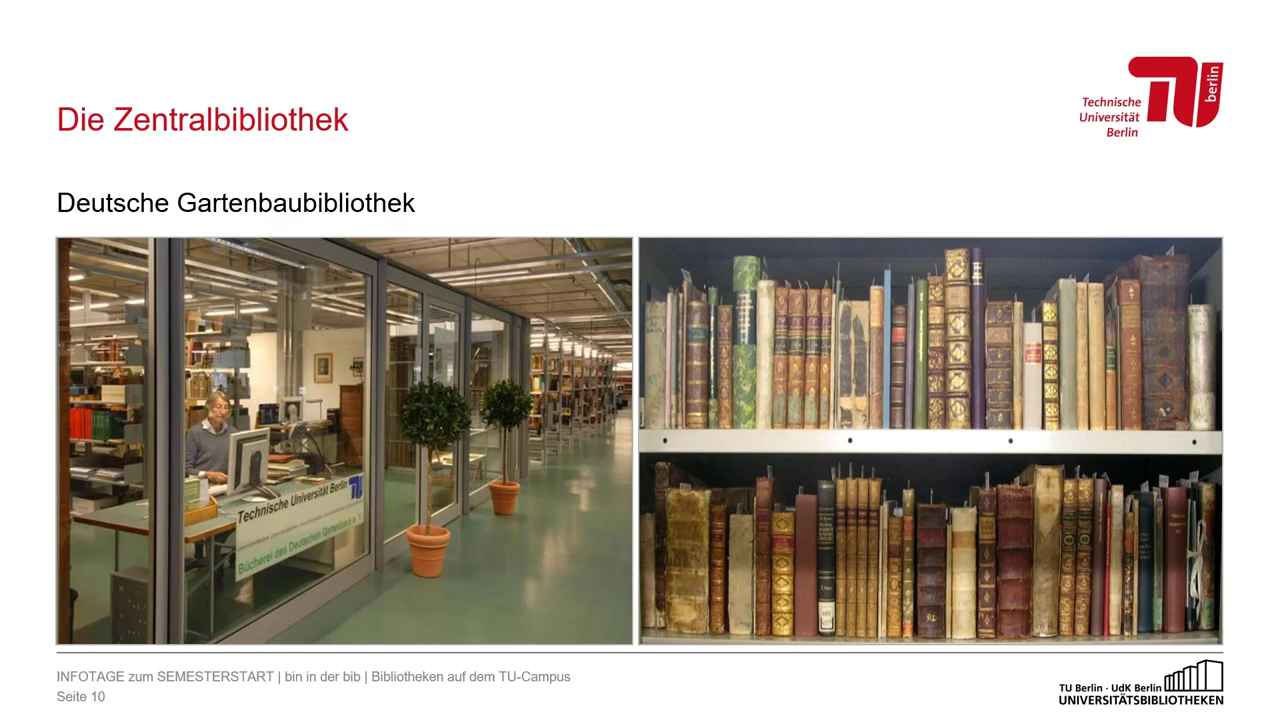 Technische
Universität
Berlin
berlin
Die Zentralbibliothek
Deutsche Gartenbaubibliothek
Technische Universität Berlin
Bücherei des Deutschen Gartenbaues e. V.
INFOTAGE zum SEMESTERSTART | bin in der bib | Bibliotheken auf dem TU-Campus
Seite 10
TU Berlin · UdK Berlin
UNIVERSITÄTSBIBLIOTHEKEN